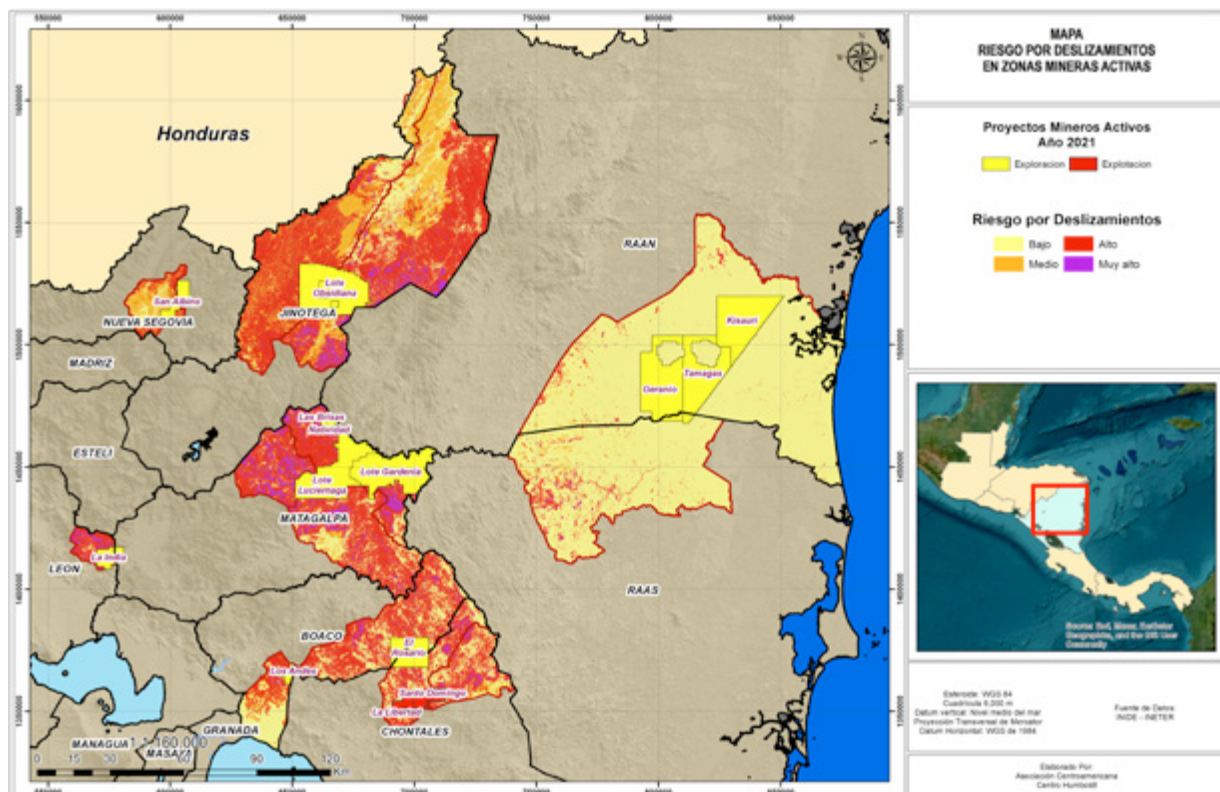 550000 600000 650000 700000 750000 800000 850000
MAPA
RIESGO POR DESLIZAMIENTOS
EN ZONAS MINERAS ACTIVAS
Proyectos Mineros Activos
Año 2021
Exploracion
Explotacion
Riesgo por Deslizamientos
Bajo
Alto
Medio
Muy alto
Honduras
RAAN
Lote
Obsidiana
San Albino
JINOTEGA
NUEVA SEGOVIA
Kisauri
MADRIZ
Tamagas
Geranio
Las Brisas
Natividad
ESTELI
Lote Gardenia
Lote
MATAGALPA
La India
LEON
RAAS
BOACO
El
Rosario
Los Andes
Santo Domingo
La Libertad
GRANADA
CHONTALES
MANAGUA
MASAYA
1:1.160.000
0 15 30 60 90 120
Km
Source: Esri, Maxar, Earthstar
Geographics, and the GIS User
Community
Esferoide: WGS 84
Datum vertical: Nivel medio del mar
Proyección Transversal de Mercator
Datum Horizontal: WGS de 1984
Fuente de Datos
INIDE - INETER
Elaborado Por:
Asociación Centroamericana
Centro Humboldt